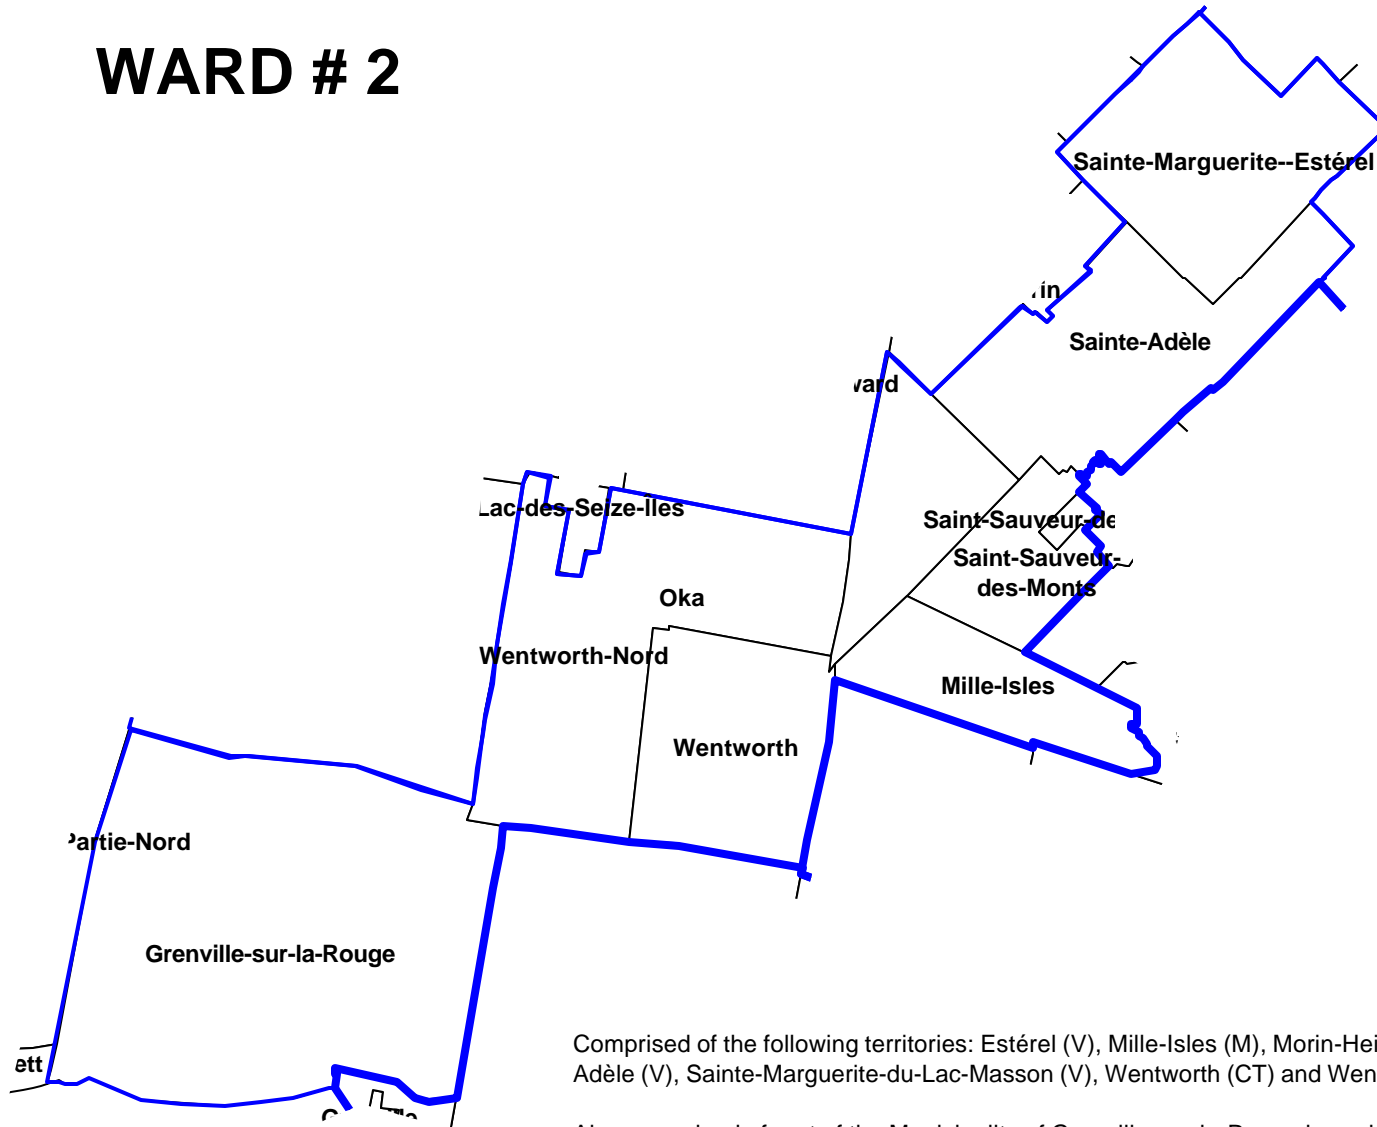 WARD # 2
Sainte-Marguerite--Estérel
Sainte-Adèle
Lac-des-Seize-Îles
Saint-Sauveur-de
Saint-Sauveur-
des-Monts
Oka
Wentworth-Nord
Mille-Isles
Wentworth
Partie-Nord
Grenville-sur-la-Rouge
Comprised of the following territories: Estérel (V), Mille-Isles (M), Morin-Hei
ett
Adèle (V), Sainte-Marguerite-du-Lac-Masson (V), Wentworth (CT) and Wen